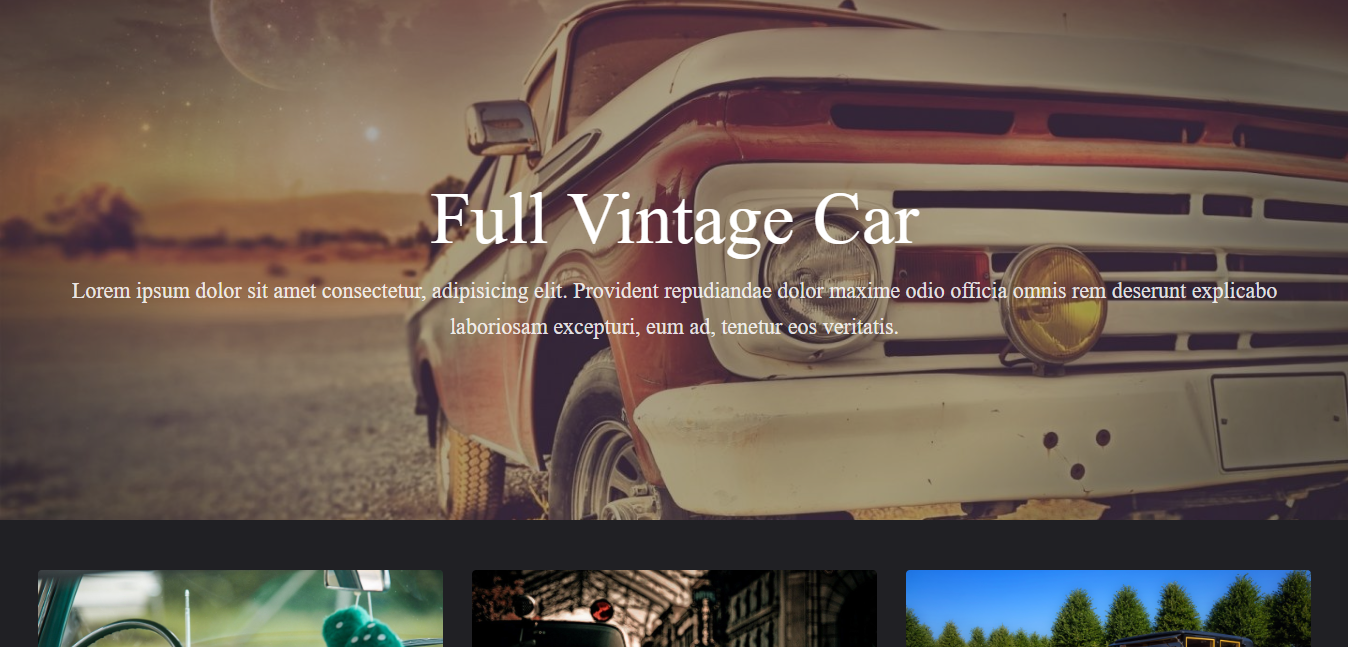 Full Vintage Car
Lorem ipsum dolor sit amet consectetur, adipisicing elit. Provident repudiandae dolor maxime odio officia omnis rem deserunt explicabo
laboriosam excepturi, eum ad, tenetur eos veritatis.